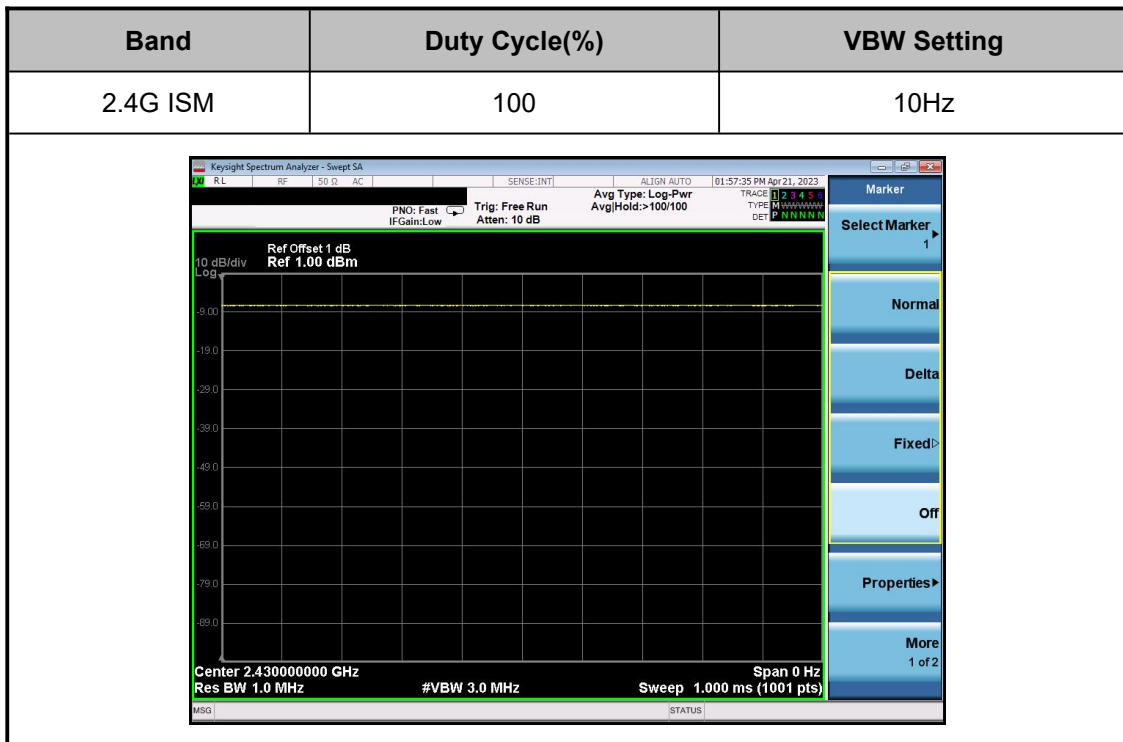 Band Duty Cycle(%) VBW Setting
2.4G ISM 100 10Hz
Keysight Spectrum Analyzer - Swept SA
LXI RL RF 50 Ω AC SENSE:INT ALIGN AUTO 01:57:35 PM Apr 21, 2023
Marker
PNO: Fast
IFGain:Low
Trig: Free Run
Atten: 10 dB
Avg Type: Log-Pwr
Avg|Hold:>100/100
TRACE 1 2 3 4 5 6
TYPE M WWWWW
DET P N N N N N
Select Marker
1
Ref Offset 1 dB
10 dB/div Ref 1.00 dBm
Log
-9.00
-19.0
-29.0
-39.0
-49.0
-59.0
-69.0
-79.0
-89.0
Normal
Delta
Fixed
Off
Properties
More
1 of 2
Center 2.430000000 GHz Span 0 Hz
Res BW 1.0 MHz #VBW 3.0 MHz Sweep 1.000 ms (1001 pts)
MSG STATUS